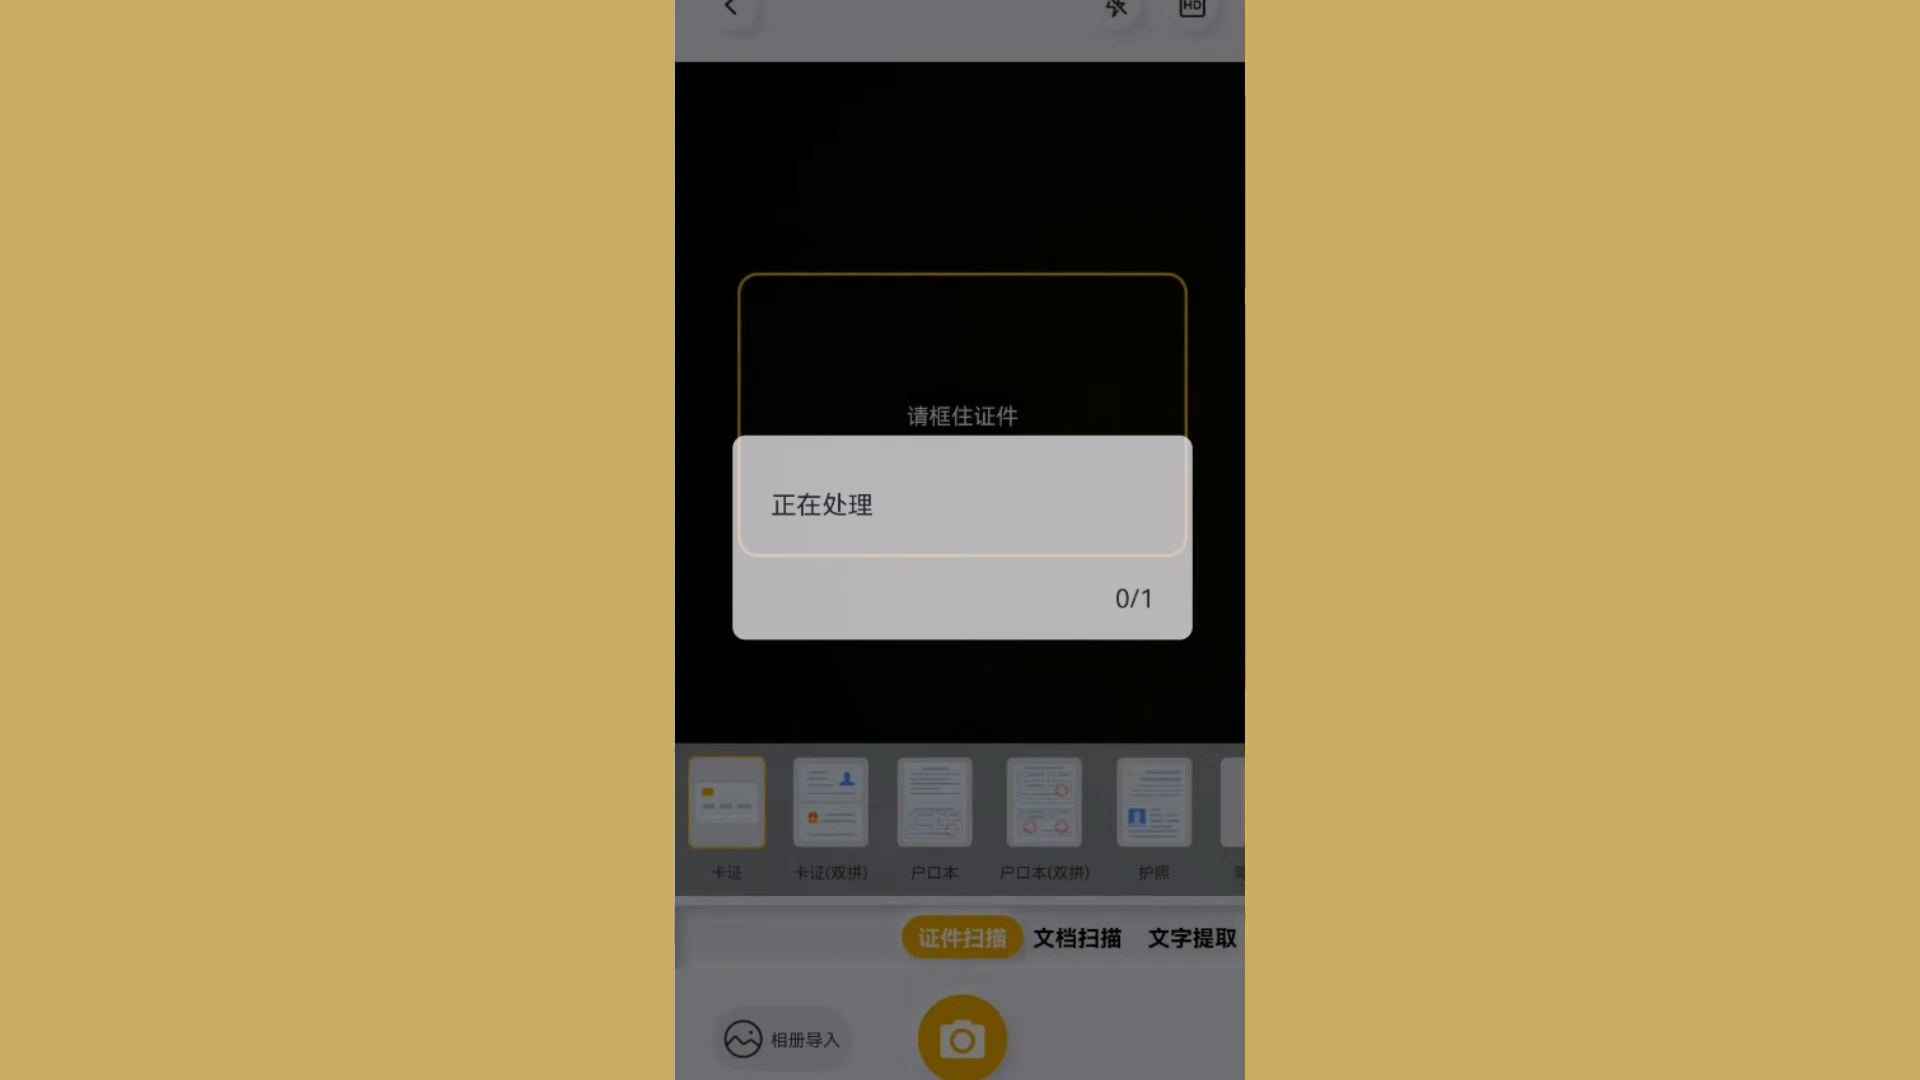 HD
请框住证件
正在处理
0/1
卡证
卡证(双拼)
户口本
户口本(双拼)
护照
证件扫描
文档扫描
文字提取
相册导入